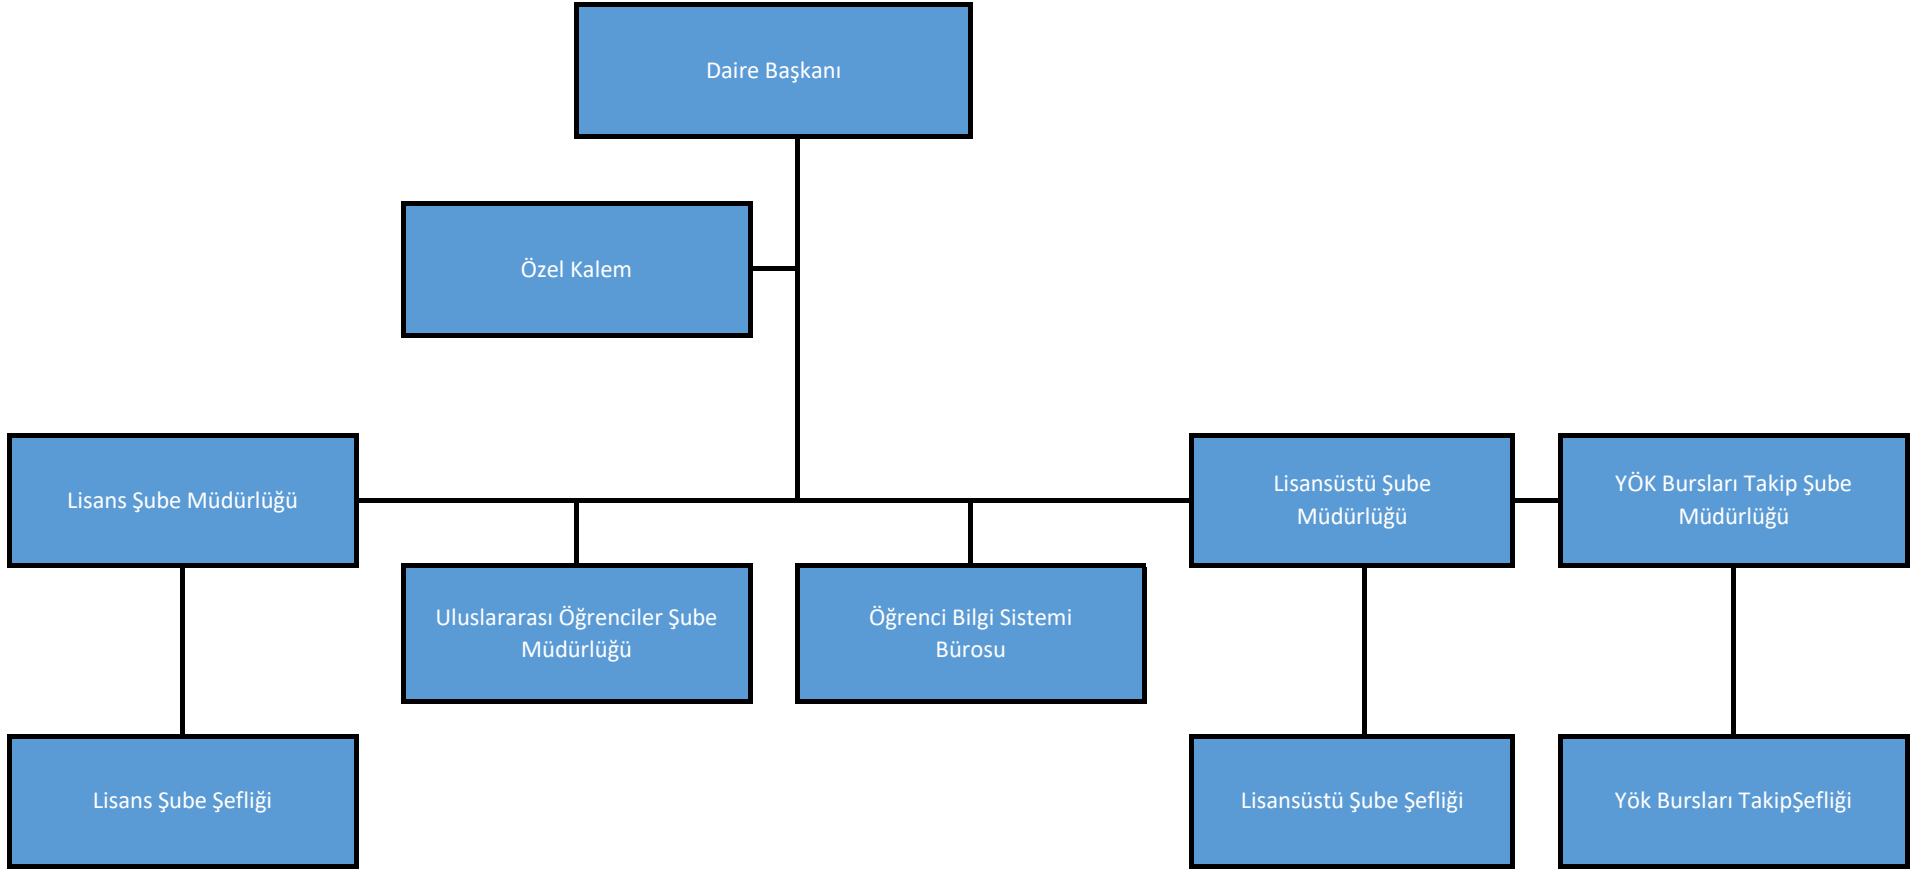 Daire Başkanı
Özel Kalem
Lisans Şube Müdürlüğü
Lisansüstü Şube
Müdürlüğü
YÖK Bursları Takip Şube
Müdürlüğü
Uluslararası Öğrenciler Şube
Müdürlüğü
Öğrenci Bilgi Sistemi
Bürosu
Lisans Şube Şefliği
Lisansüstü Şube Şefliği
Yök Bursları TakipŞefliği